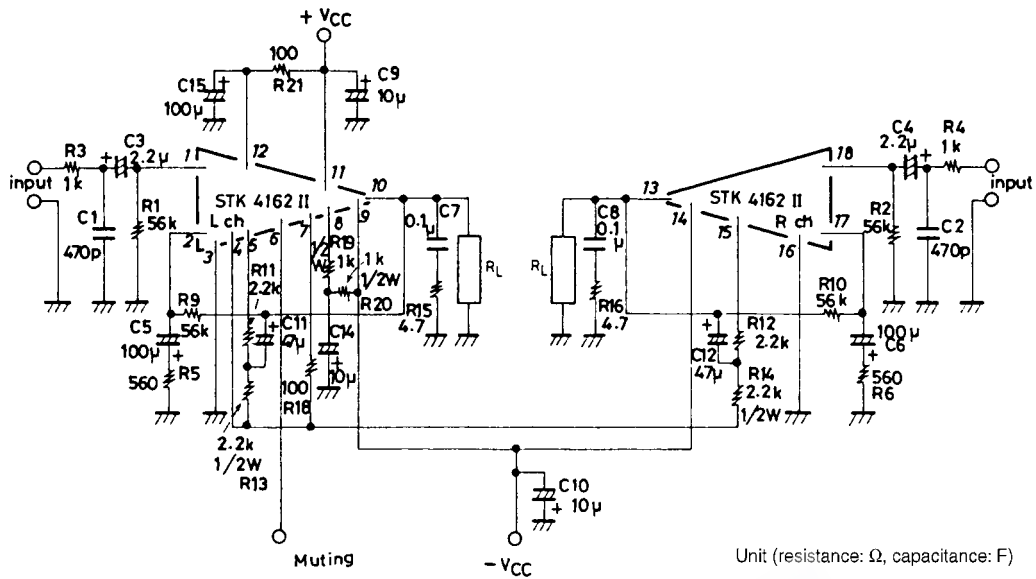 + VCC
100
R21
C15 +
100µ
+ C9
10µ
R3
1k
C3
+
2.2µ
1
12
11
10
input
STK 4162 II
L ch
C1
470p
R1
56k
2
3
4
5
6
7
8
9
C7
0.1
µ
RL
R15
4.7
R11
2.2k
1/2
W
R19
1k
1k
1/2W
R20
R9
56k
C5
100µ
+
R5
560
+ C11
47µ
C14
+
10µ
100
R18
2.2k
1/2W
R13
Muting
13
14
15
16
17
18
STK 4162 II
R ch
C8
0.1
µ
RL
R16
4.7
C4
2.2µ
+
R4
1k
input
R2
56k
C2
470p
R10
56k
+
C12
47µ
R12
2.2k
R14
2.2k
1/2W
100µ
+ C6
560
R6
C10
+ 10µ
− VCC
Unit (resistance: Ω, capacitance: F)